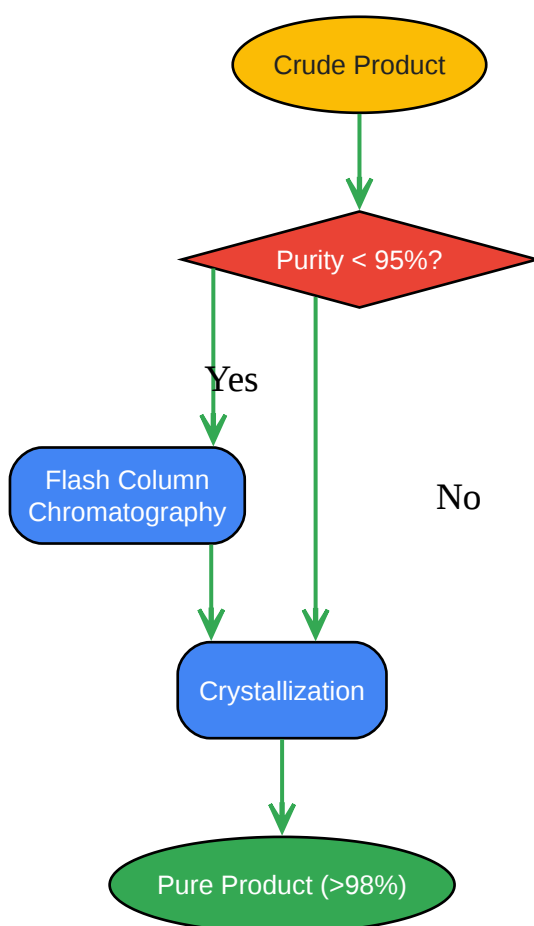 Crude Product
Purity < 95%?
Yes
Flash Column
Chromatography
No
Crystallization
Pure Product (>98%)